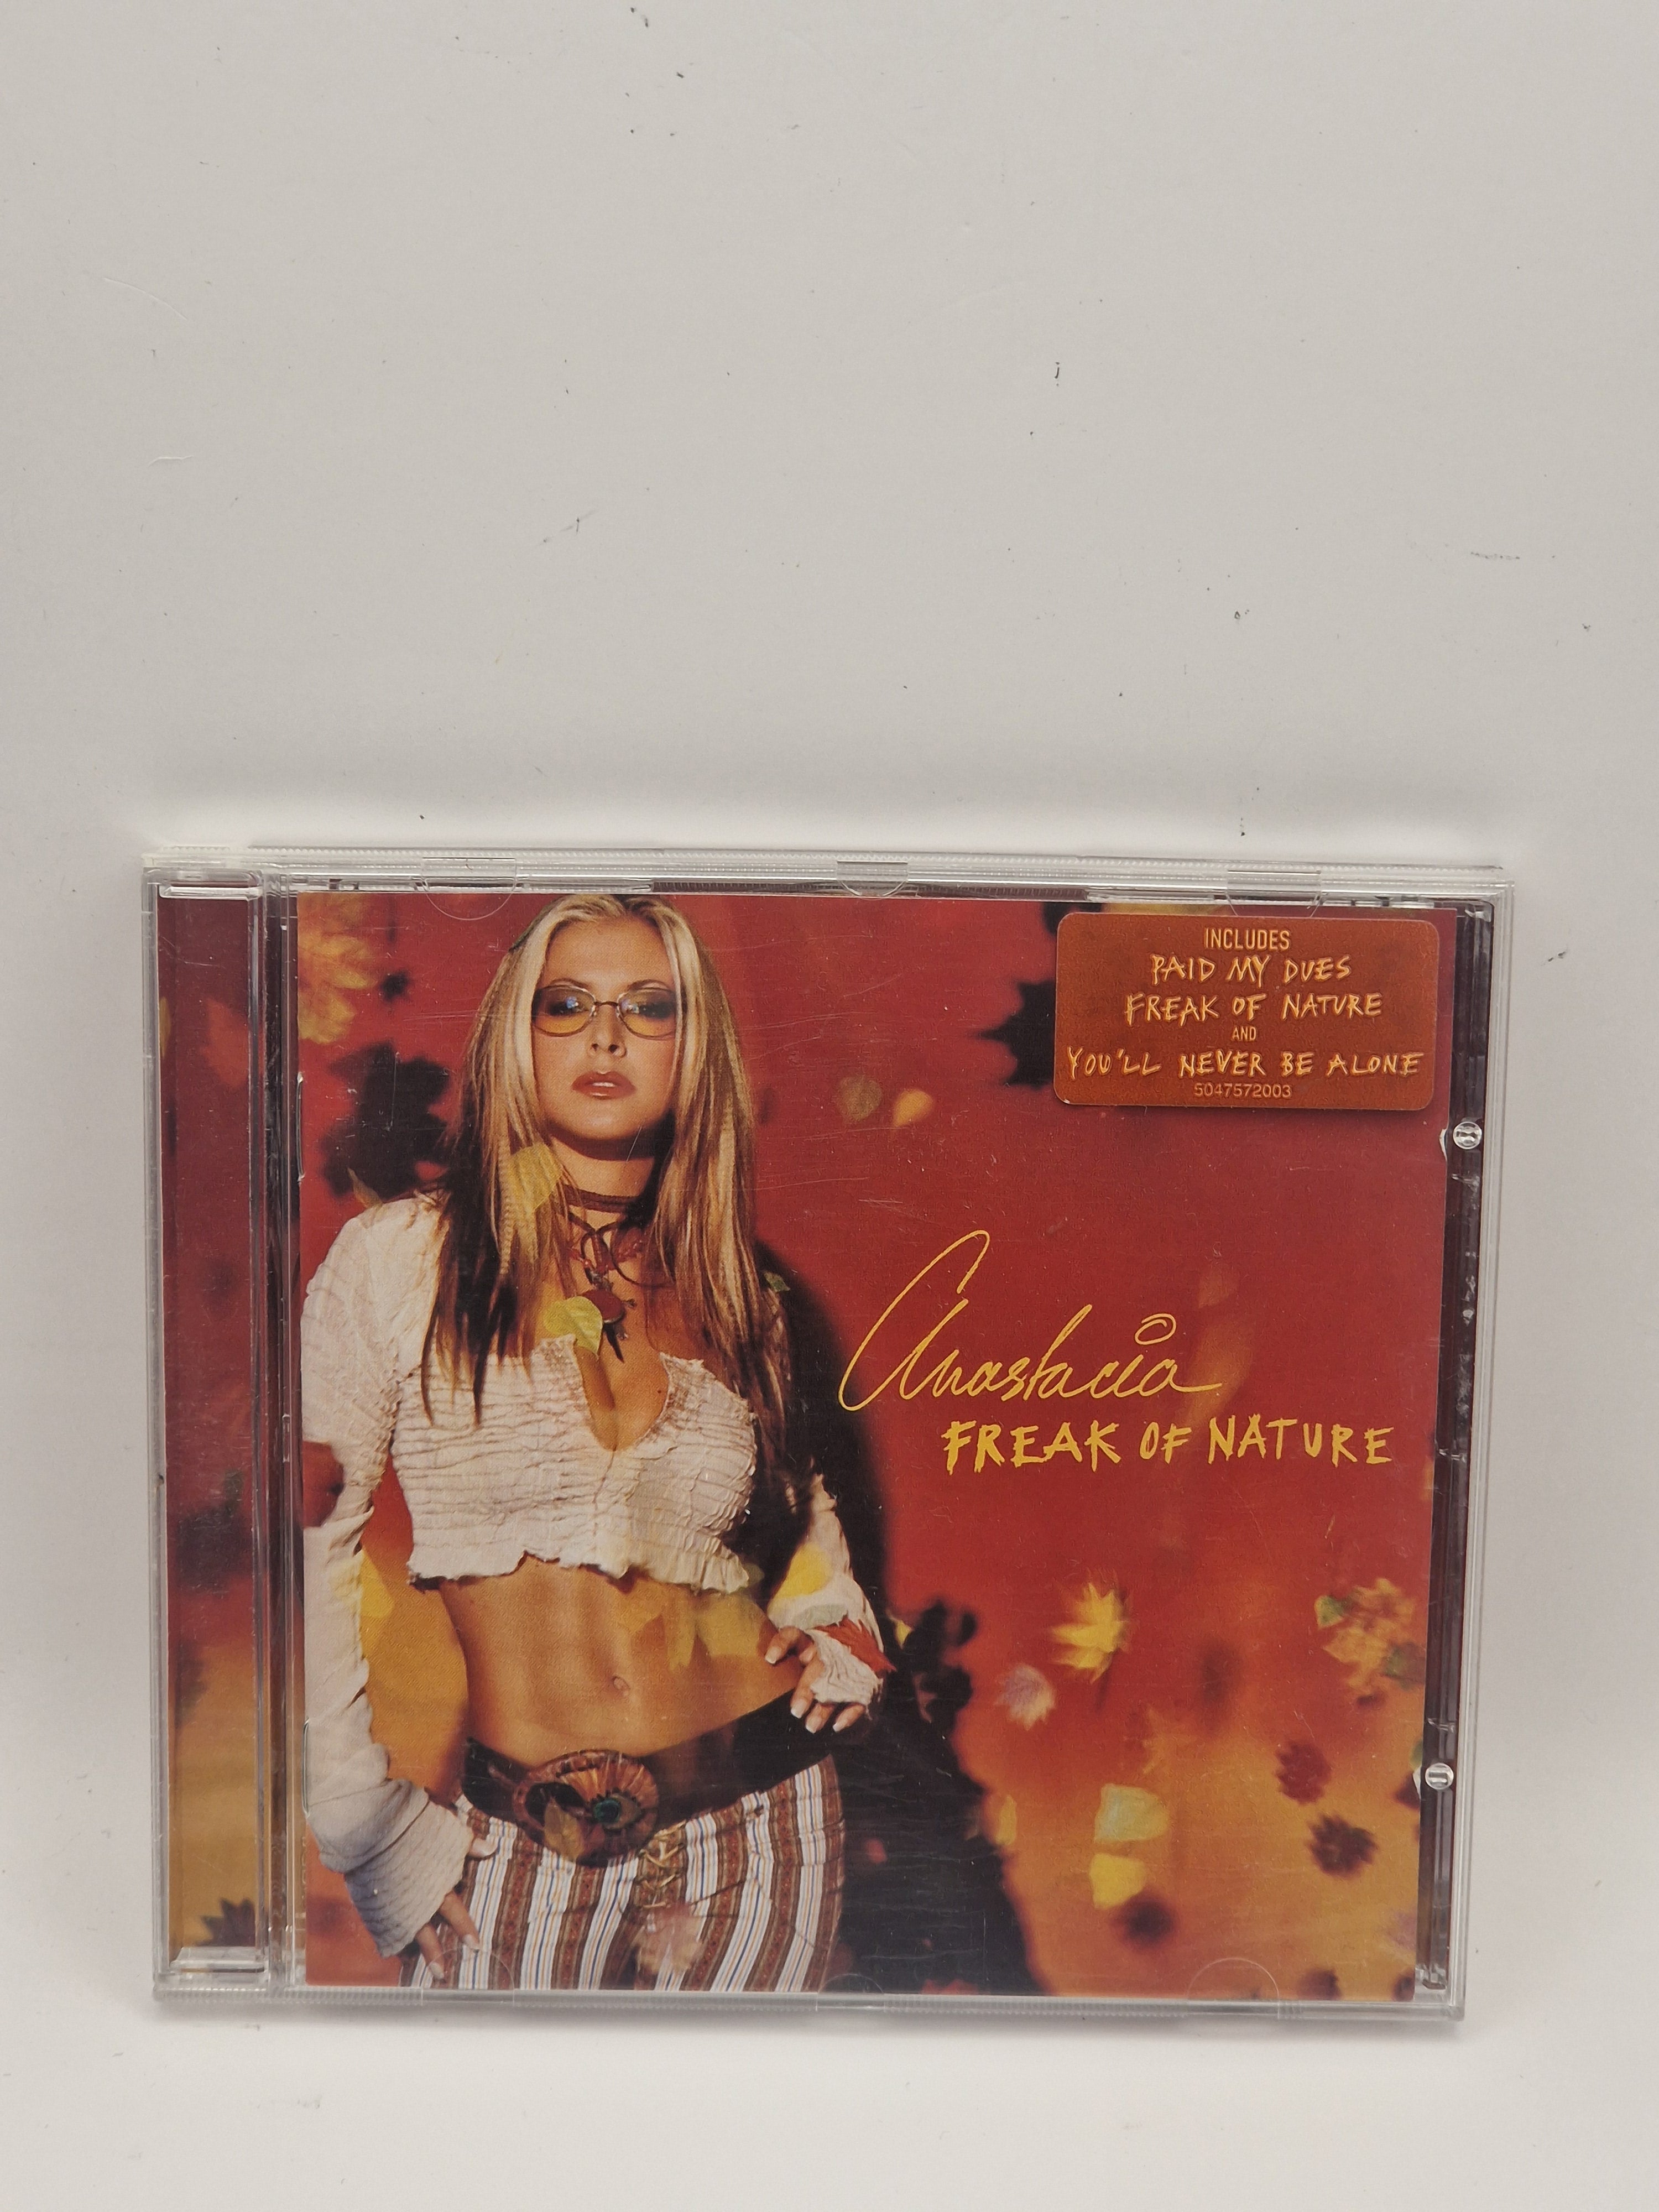 INCLUDES
PAID MY DUES
FREAK OF NATURE
AND
YOU'LL NEVER BE ALONE
5047572003
Anastacia
FREAK OF NATURE